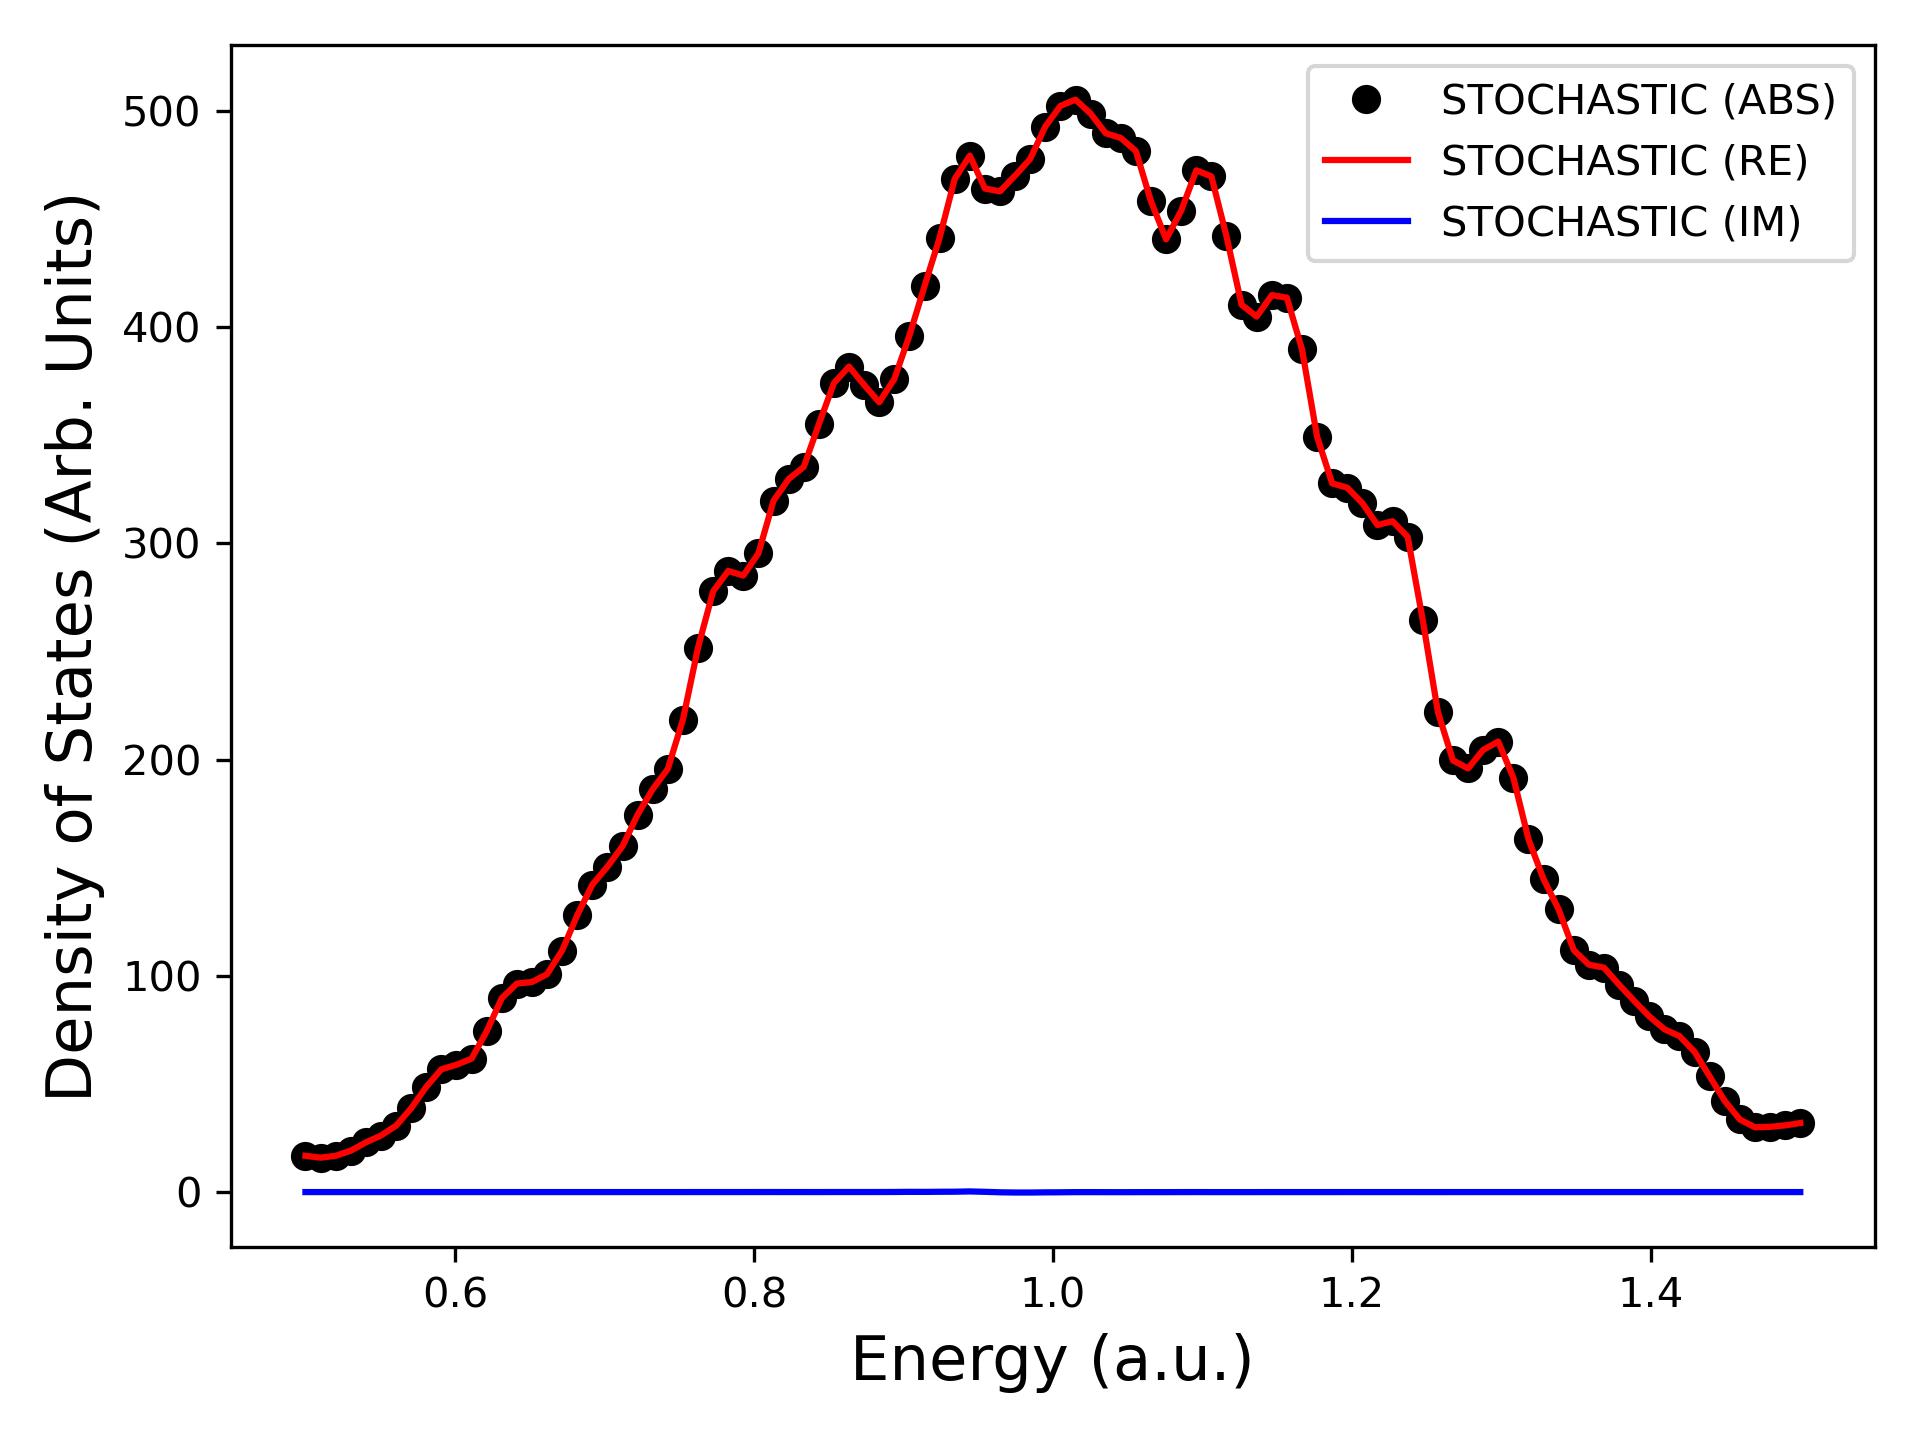 STOCHASTIC (ABS)
STOCHASTIC (RE)
STOCHASTIC (IM)
Density of States (Arb. Units)
500
400
300
200
100
0
0.6
0.8
1.0
1.2
1.4
Energy (a.u.)